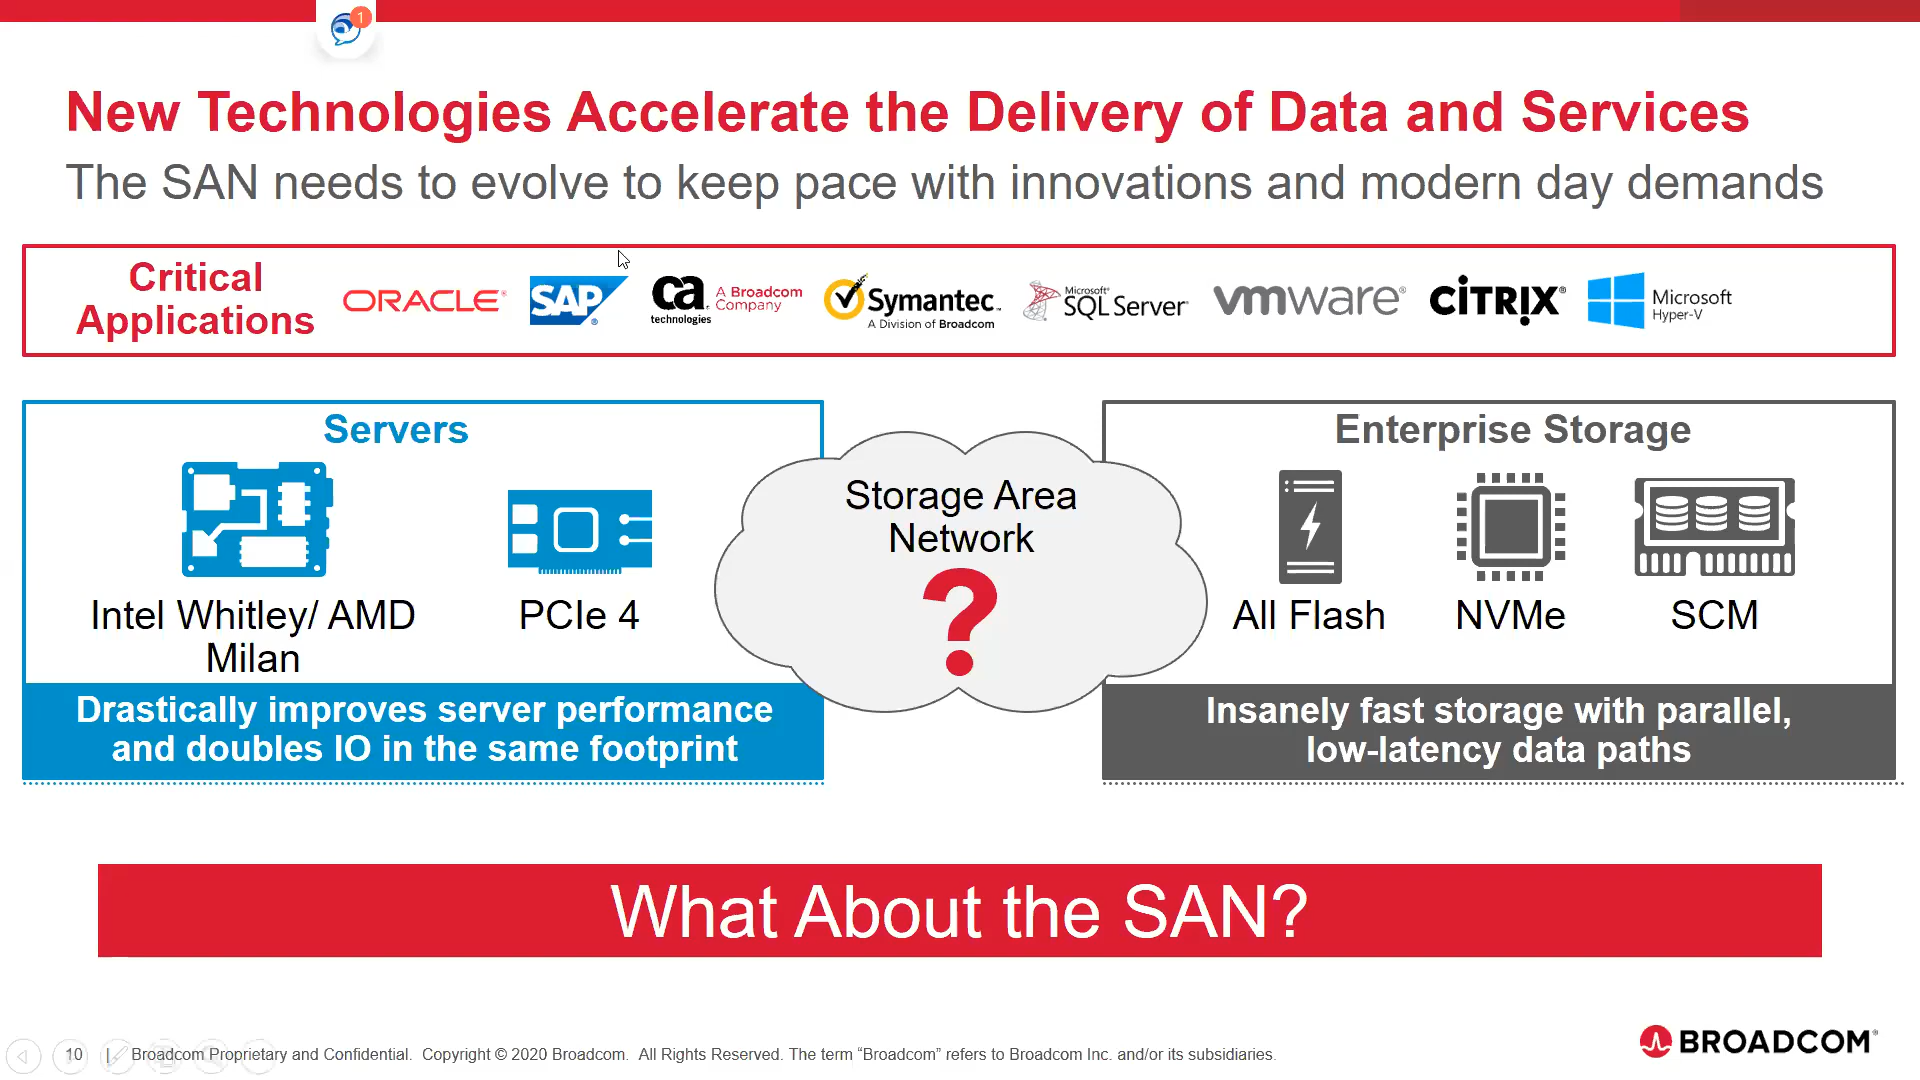 1
New Technologies Accelerate the Delivery of Data and Services
The SAN needs to evolve to keep pace with innovations and modern day demands
Critical
Applications
ORACLE®
SAP®
ca
technologies
A Broadcom
Company
Symantec™
A Division of Broadcom
Microsoft®
SQL Server®
vmware®
CİTRIX®
Microsoft
Hyper-V
Servers
Intel Whitley/ AMD
Milan
PCIe 4
Drastically improves server performance
and doubles IO in the same footprint
Storage Area
Network
?
Enterprise Storage
All Flash
NVMe
SCM
Insanely fast storage with parallel,
low-latency data paths
What About the SAN?
10 | Broadcom Proprietary and Confidential. Copyright © 2020 Broadcom. All Rights Reserved. The term “Broadcom” refers to Broadcom Inc. and/or its subsidiaries.
BROADCOM®